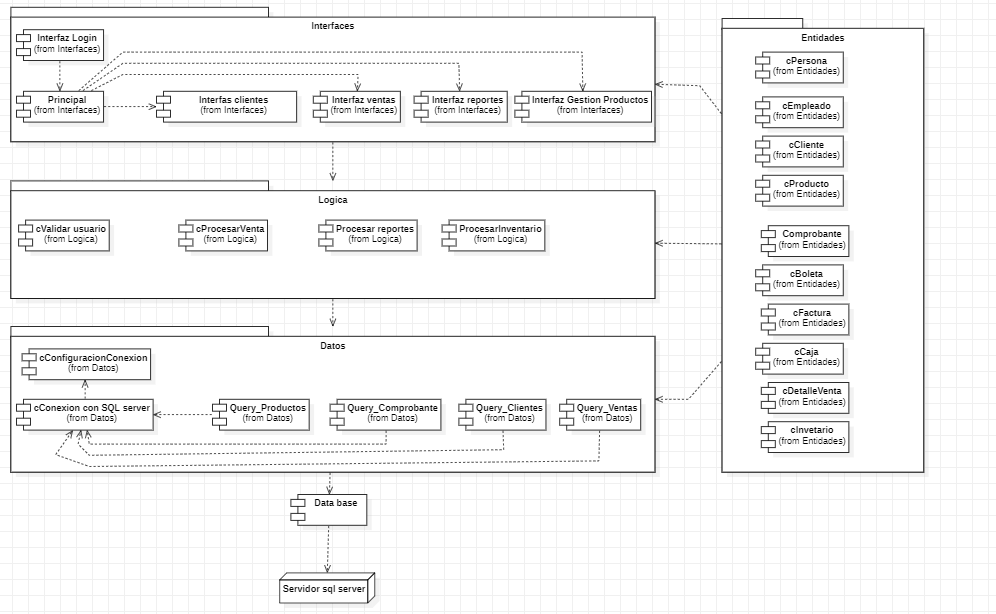 Interfaces
Interfaz Login
(from Interfaces)
Principal
(from Interfaces)
Interfas clientes
(from Interfaces)
Interfaz ventas
(from Interfaces)
Interfaz reportes
(from Interfaces)
Interfaz Gestion Productos
(from Interfaces)
Logica
cValidar usuario
(from Logica)
cProcesarVenta
(from Logica)
Procesar reportes
(from Logica)
ProcesarInventario
(from Logica)
Datos
cConfiguracionConexion
(from Datos)
cConexion con SQL server
(from Datos)
Query_Productos
(from Datos)
Query_Comprobante
(from Datos)
Query_Clientes
(from Datos)
Query_Ventas
(from Datos)
Data base
Servidor sql server
Entidades
cPersona
(from Entidades)
cEmpleado
(from Entidades)
cCliente
(from Entidades)
cProducto
(from Entidades)
Comprobante
(from Entidades)
cBoleta
(from Entidades)
cFactura
(from Entidades)
cCaja
(from Entidades)
cDetalleVenta
(from Entidades)
cInvetario
(from Entidades)